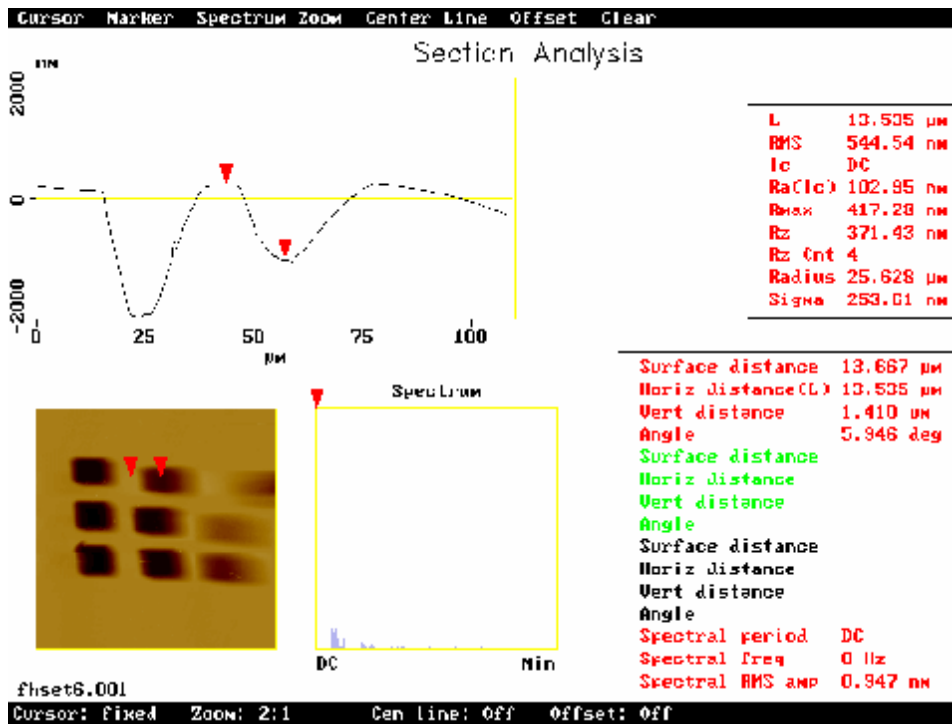 Cursor Marker Spectrum Zoom Center Line Offset Clear
Section Analysis
nM
2000
0
-2000
0 25 50 75 100
µM
L 13.535 µM
RMS 544.54 nM
lc DC
Ra(lc) 102.95 nM
Rmax 417.28 nM
Rz 371.43 nM
Rz Cnt 4
Radius 25.628 µM
Sigma 253.01 nM
Surface distance 13.667 µM
Horiz distance(L) 13.535 µM
Vert distance 1.410 µM
Angle 5.946 deg
Surface distance
Horiz distance
Vert distance
Angle
Surface distance
Horiz distance
Vert distance
Angle
Spectral period DC
Spectral freq 0 Hz
Spectral RMS amp 0.947 nM
Spectrum
DC Min
fhset6.001
Cursor: fixed Zoom: 2:1 Cen line: Off Offset: Off